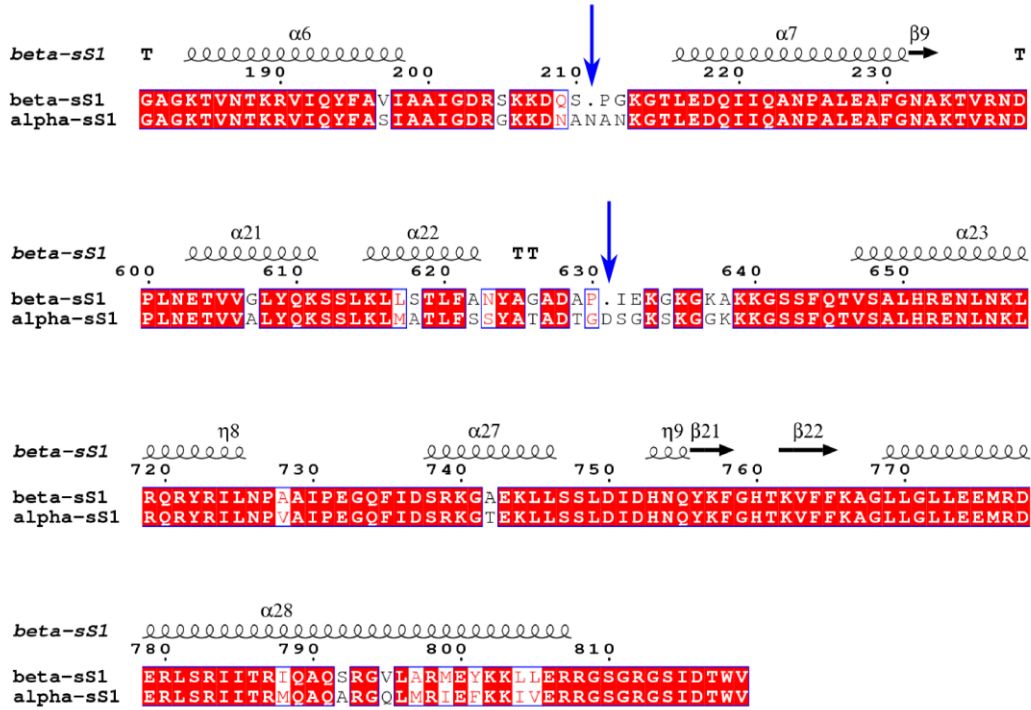 α6 α7 β9
beta-sS1 T T
190 200 210 220 230
beta-sS1 GAGKTVNTKRVIQYFAVIAAIGDRSKKDQS.PGKGTLEDQIIQANPALEAFGNAKTVRND
alpha-sS1 GAGKTVNTKRVIQYFASIAAIGDRGKKDNANANKGTLEDQIIQANPALEAFGNAKTVRND
α21 α22 α23
beta-sS1 TT
600 610 620 630 640 650
beta-sS1 PLNETVVGLYQKSSLKLLSTLFANYAGADAP.IEKGKGKAKKGSSFQTVSALHRENLNKL
alpha-sS1 PLNETVVALYQKSSLKLMATLFSSYATADTGDSGKSKGGKKKGSSFQTVSALHRENLNKL
η8 α27 η9 β21 β22
beta-sS1
720 730 740 750 760 770
beta-sS1 RQRYRILNPAAIPEGQFIDSRKGAEKLLSSLDIDHNQYKFGHTKVFFKAGLLGLLEEMRD
alpha-sS1 RQRYRILNPVAIPEGQFIDSRKGTEKLLSSLDIDHNQYKFGHTKVFFKAGLLGLLEEMRD
α28
beta-sS1
780 790 800 810
beta-sS1 ERLSRIITRIQAQSRGVLARMEYKKLLERRGSGRGSIDTWV
alpha-sS1 ERLSRIITRMQAQARGQLMRIEFKKIVERRGSGRGSIDTWV